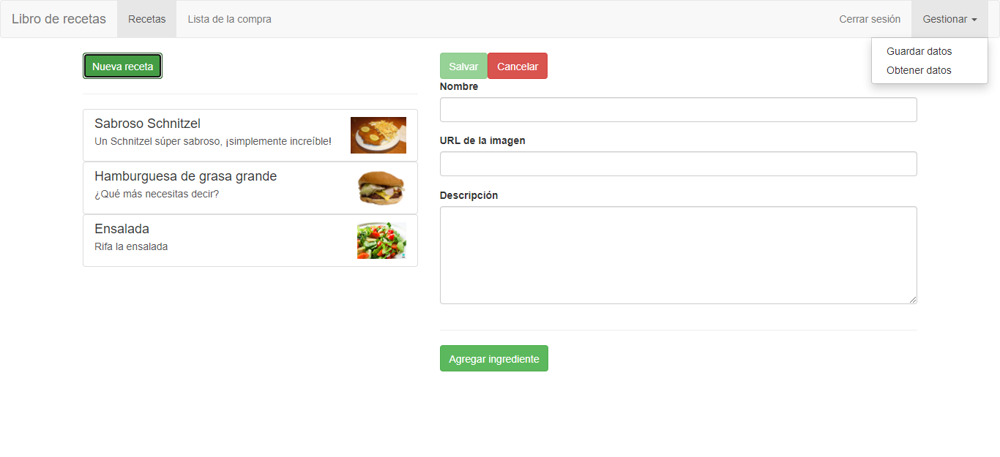 Libro de recetas
Recetas
Lista de la compra
Cerrar sesión
Gestionar
Guardar datos
Obtener datos
Nueva receta
Sabroso Schnitzel
Un Schnitzel súper sabroso, ¡simplemente increíble!
Hamburguesa de grasa grande
¿Qué más necesitas decir?
Ensalada
Rifa la ensalada
Salvar
Cancelar
Nombre
URL de la imagen
Descripción
Agregar ingrediente